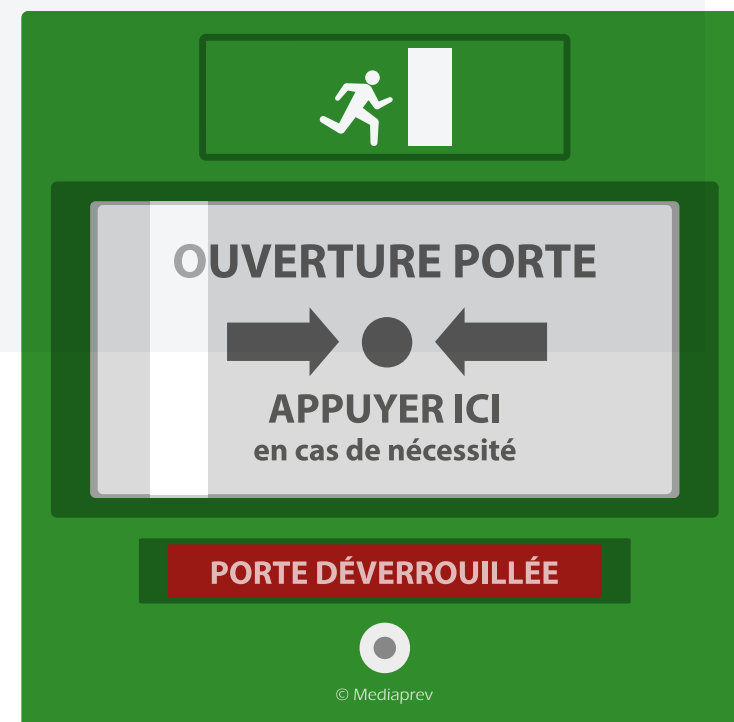 OUVERTURE PORTE
APPUYER ICI
en cas de nécessité
PORTE DÉVERROUILLÉE
© Mediaprev